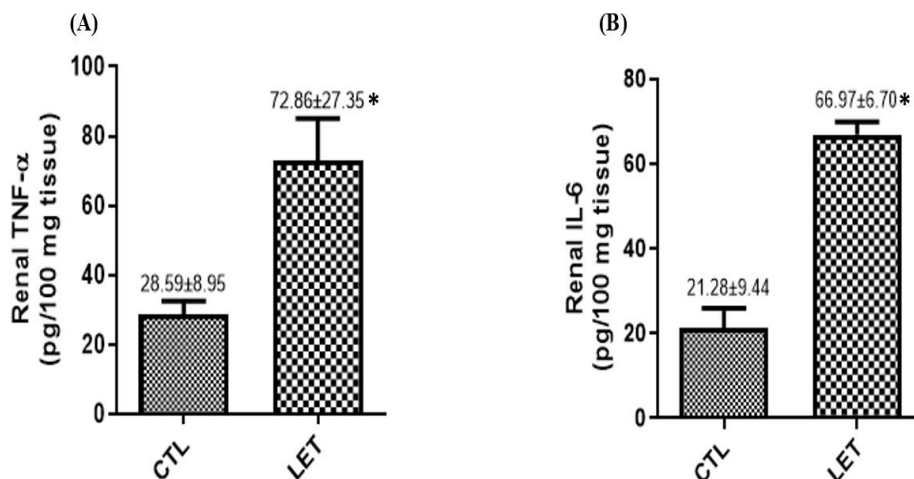 (A)
Renal TNF-α
(pg/100 mg tissue)
100
80
60
40
20
0
28.59±8.95
72.86±27.35 *
CTL
LET
(B)
Renal IL-6
(pg/100 mg tissue)
80
60
40
20
0
21.28±9.44
66.97±6.70 *
CTL
LET